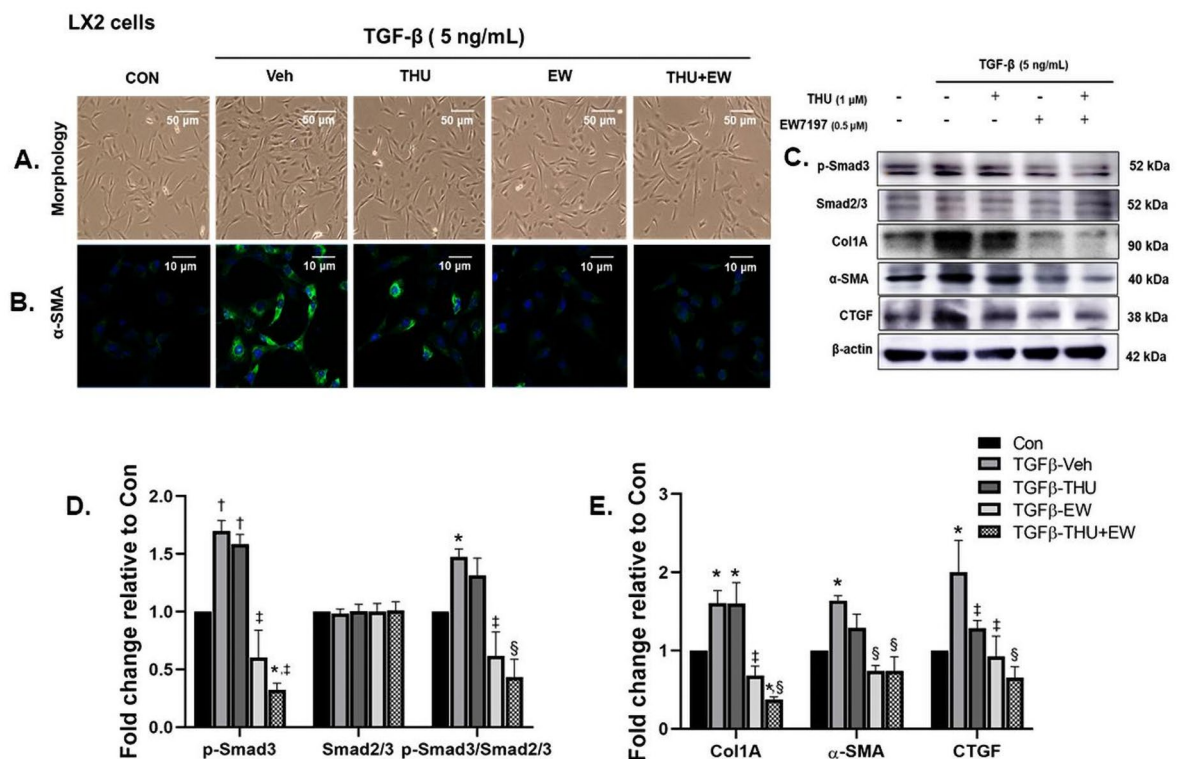 LX2 cells
TGF-β ( 5 ng/mL)
CON Veh THU EW THU+EW
A. Morphology
50 µm 50 µm 50 µm 50 µm 50 µm
B. α-SMA
10 µm 10 µm 10 µm 10 µm 10 µm
C.
TGF-β (5 ng/mL)
THU (1 µM) - - + - +
EW7197 (0.5 µM) - - - + +
p-Smad3 52 kDa
Smad2/3 52 kDa
Col1A 90 kDa
α-SMA 40 kDa
CTGF 38 kDa
β-actin 42 kDa
D.
Fold change relative to Con
2.0
1.5
1.0
0.5
0.0
† † ‡ *,‡
* ‡ §
p-Smad3 Smad2/3 p-Smad3/Smad2/3
E.
Fold change relative to Con
3
2
1
0
* * ‡ *,§
* § §
* ‡ ‡ §
Col1A α-SMA CTGF
Con
TGFβ-Veh
TGFβ-THU
TGFβ-EW
TGFβ-THU+EW